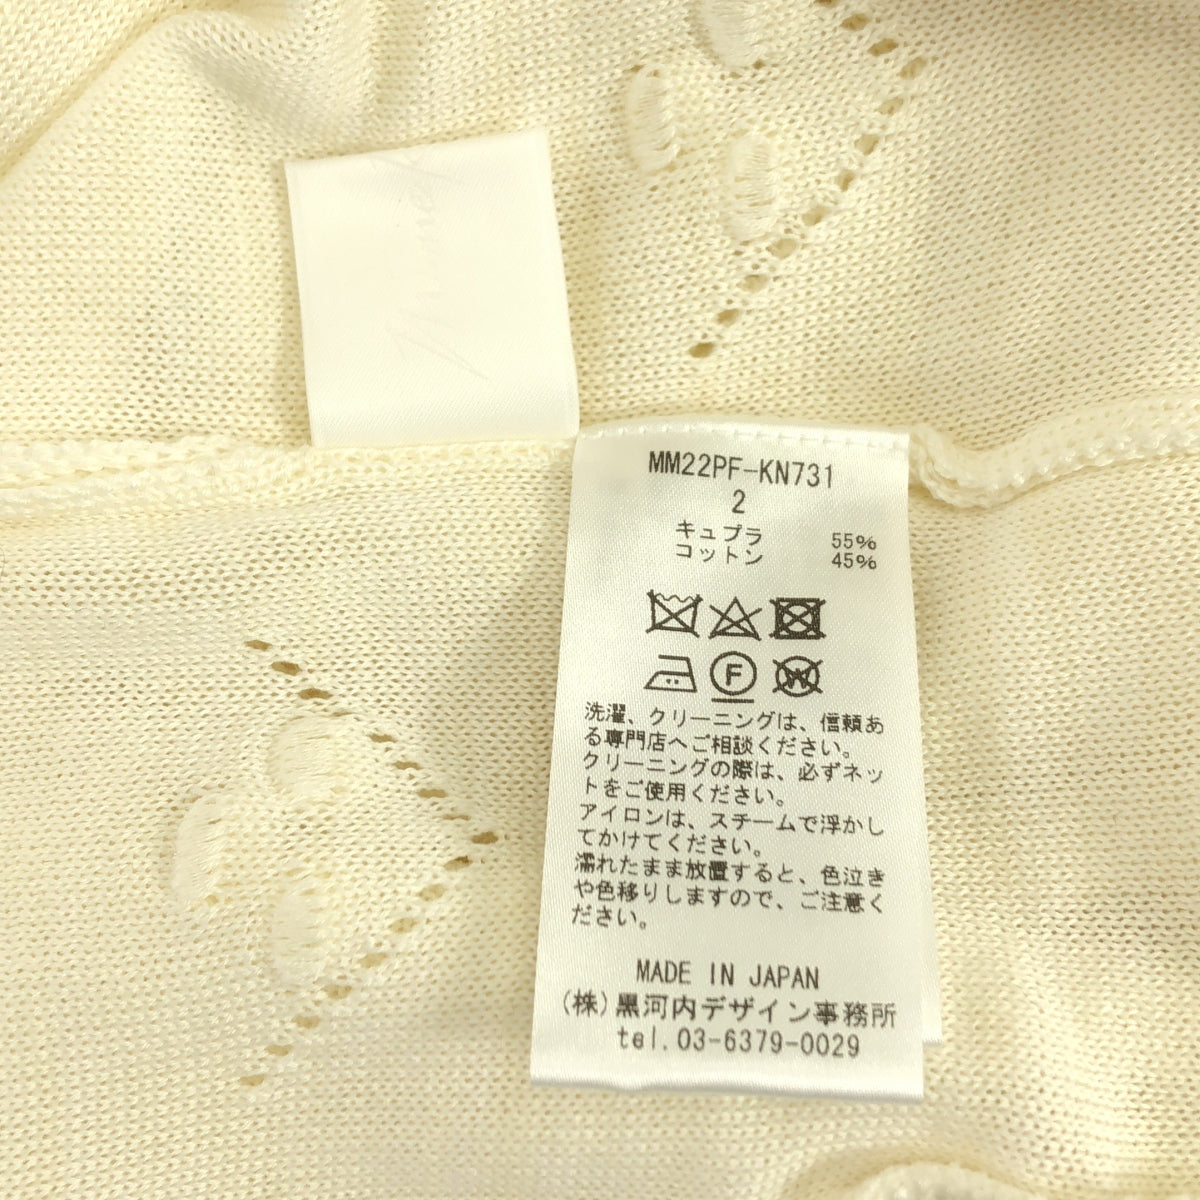 MM22PF-KN731
2
キュプラ 55%
コットン 45%
F
W
洗濯、クリーニングは、信頼あ
る専門店へご相談ください。
クリーニングの際は、必ずネッ
トをご使用ください。
アイロンは、スチームで浮かし
てかけてください。
濡れたまま放置すると、色泣き
や色移りしますので、ご注意く
ださい。
MADE IN JAPAN
(株)黒河内デザイン事務所
tel.03-6379-0029